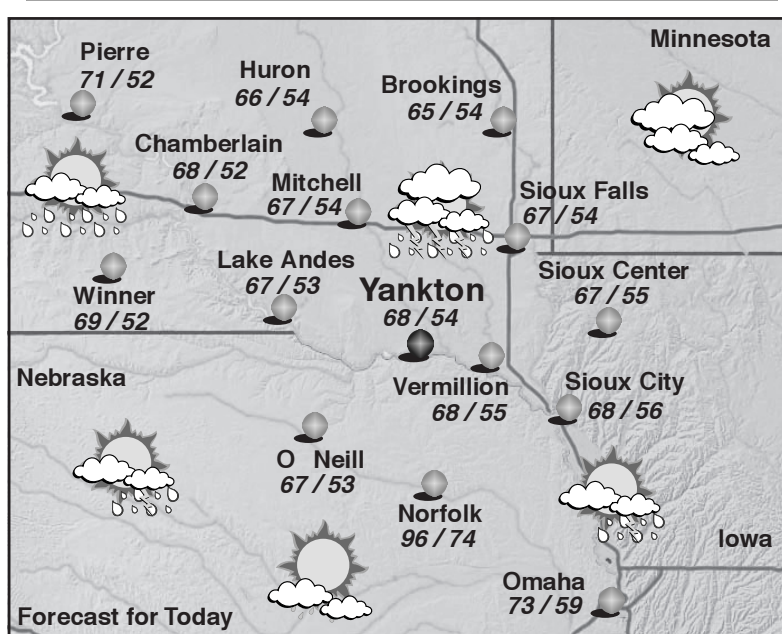 Minnesota
Pierre
71 / 52
Huron
66 / 54
Brookings
65 / 54
Chamberlain
68 / 52
Mitchell
67 / 54
Sioux Falls
67 / 54
Winner
69 / 52
Lake Andes
67 / 53
Yankton
68 / 54
Sioux Center
67 / 55
Nebraska
Vermillion
68 / 55
Sioux City
68 / 56
O Neill
67 / 53
Norfolk
96 / 74
Iowa
Omaha
73 / 59
Forecast for Today